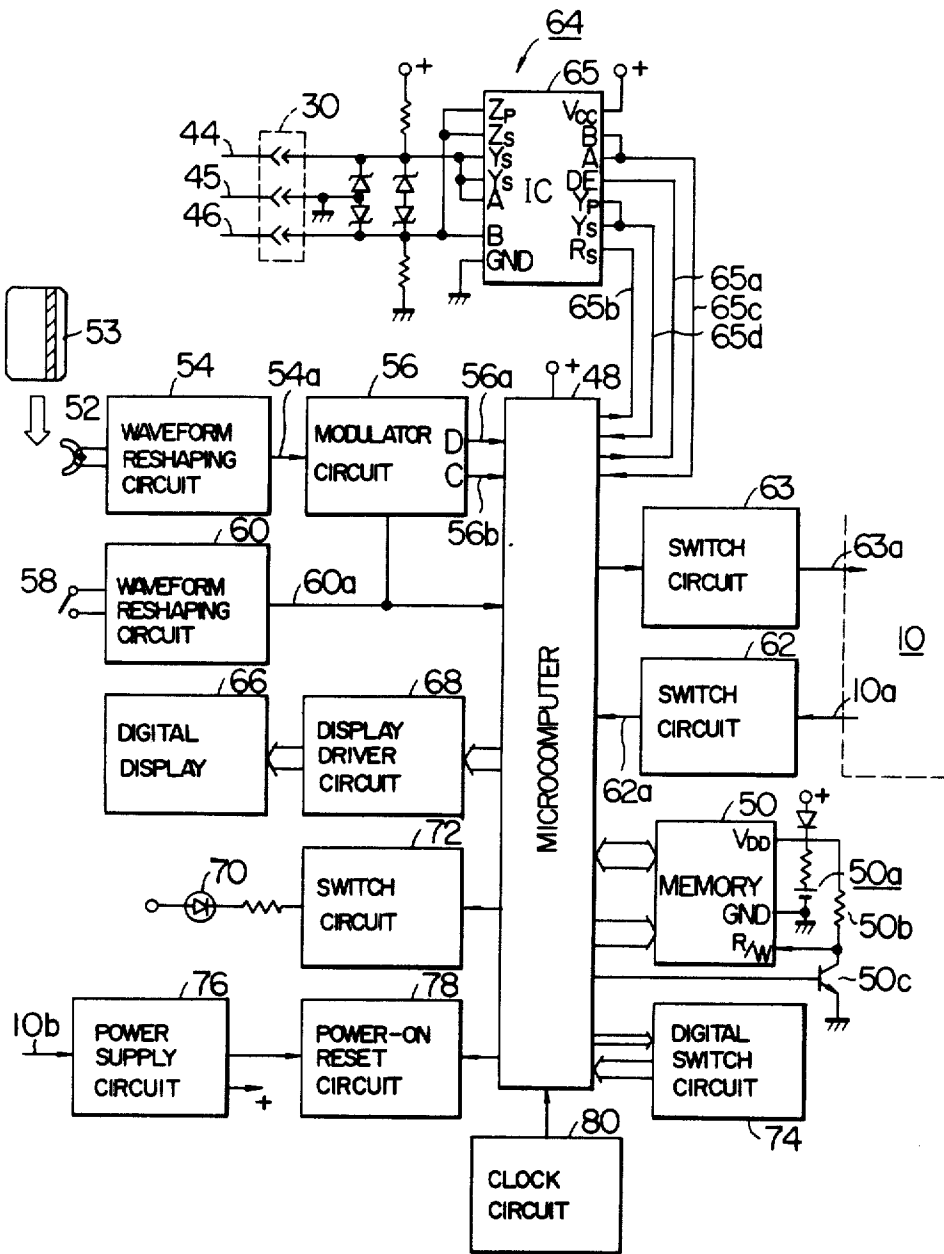 64
65
+
+
30
44
45
46
ZP
ZS
YS
YS
A
B
GND
IC
VCC
B
A
DE
YP
YS
RS
65b
65a
65c
65d
53
52
54
54a
56
56a
56b
+
48
WAVEFORM
RESHAPING
CIRCUIT
MODULATOR
CIRCUIT
D
C
58
60
60a
WAVEFORM
RESHAPING
CIRCUIT
MICROCOMPUTER
63
SWITCH
CIRCUIT
63a
10
62
SWITCH
CIRCUIT
10a
62a
66
DIGITAL
DISPLAY
68
DISPLAY
DRIVER
CIRCUIT
70
72
SWITCH
CIRCUIT
50
+
VDD
MEMORY
GND
R/W
50a
50b
50c
10b
76
POWER
SUPPLY
CIRCUIT
+
78
POWER-ON
RESET
CIRCUIT
DIGITAL
SWITCH
CIRCUIT
74
80
CLOCK
CIRCUIT